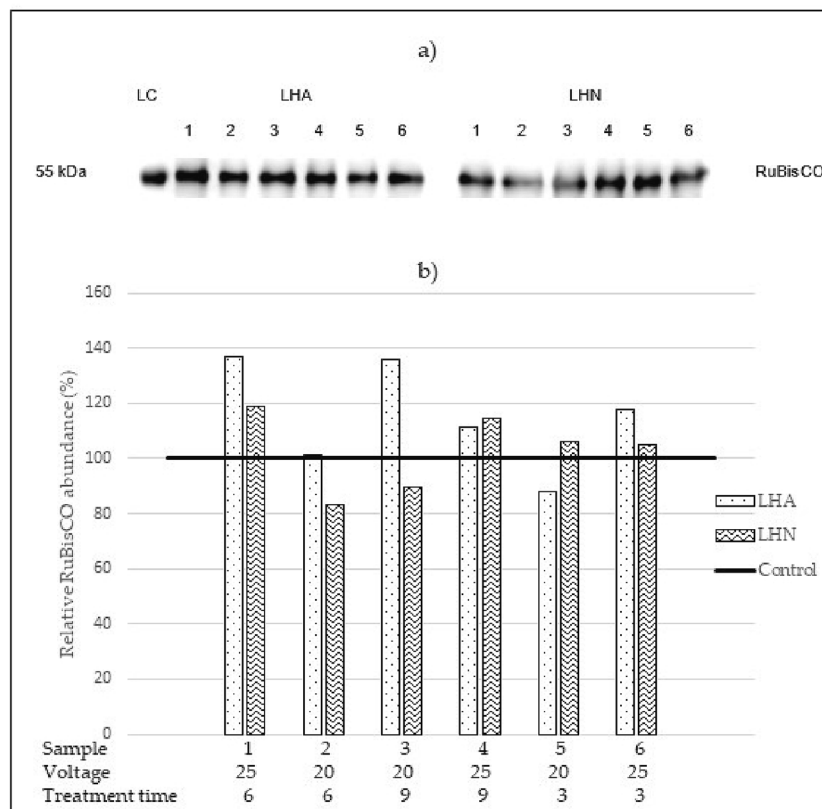 a)
LC LHA LHN
1 2 3 4 5 6 1 2 3 4 5 6
55 kDa RuBisCO
b)
160
140
120
100
80
60
40
20
0
Relative RuBisCO abundance (%)
LHA
LHN
Control
Sample 1 2 3 4 5 6
Voltage 25 20 20 25 20 25
Treatment time 6 6 9 9 3 3